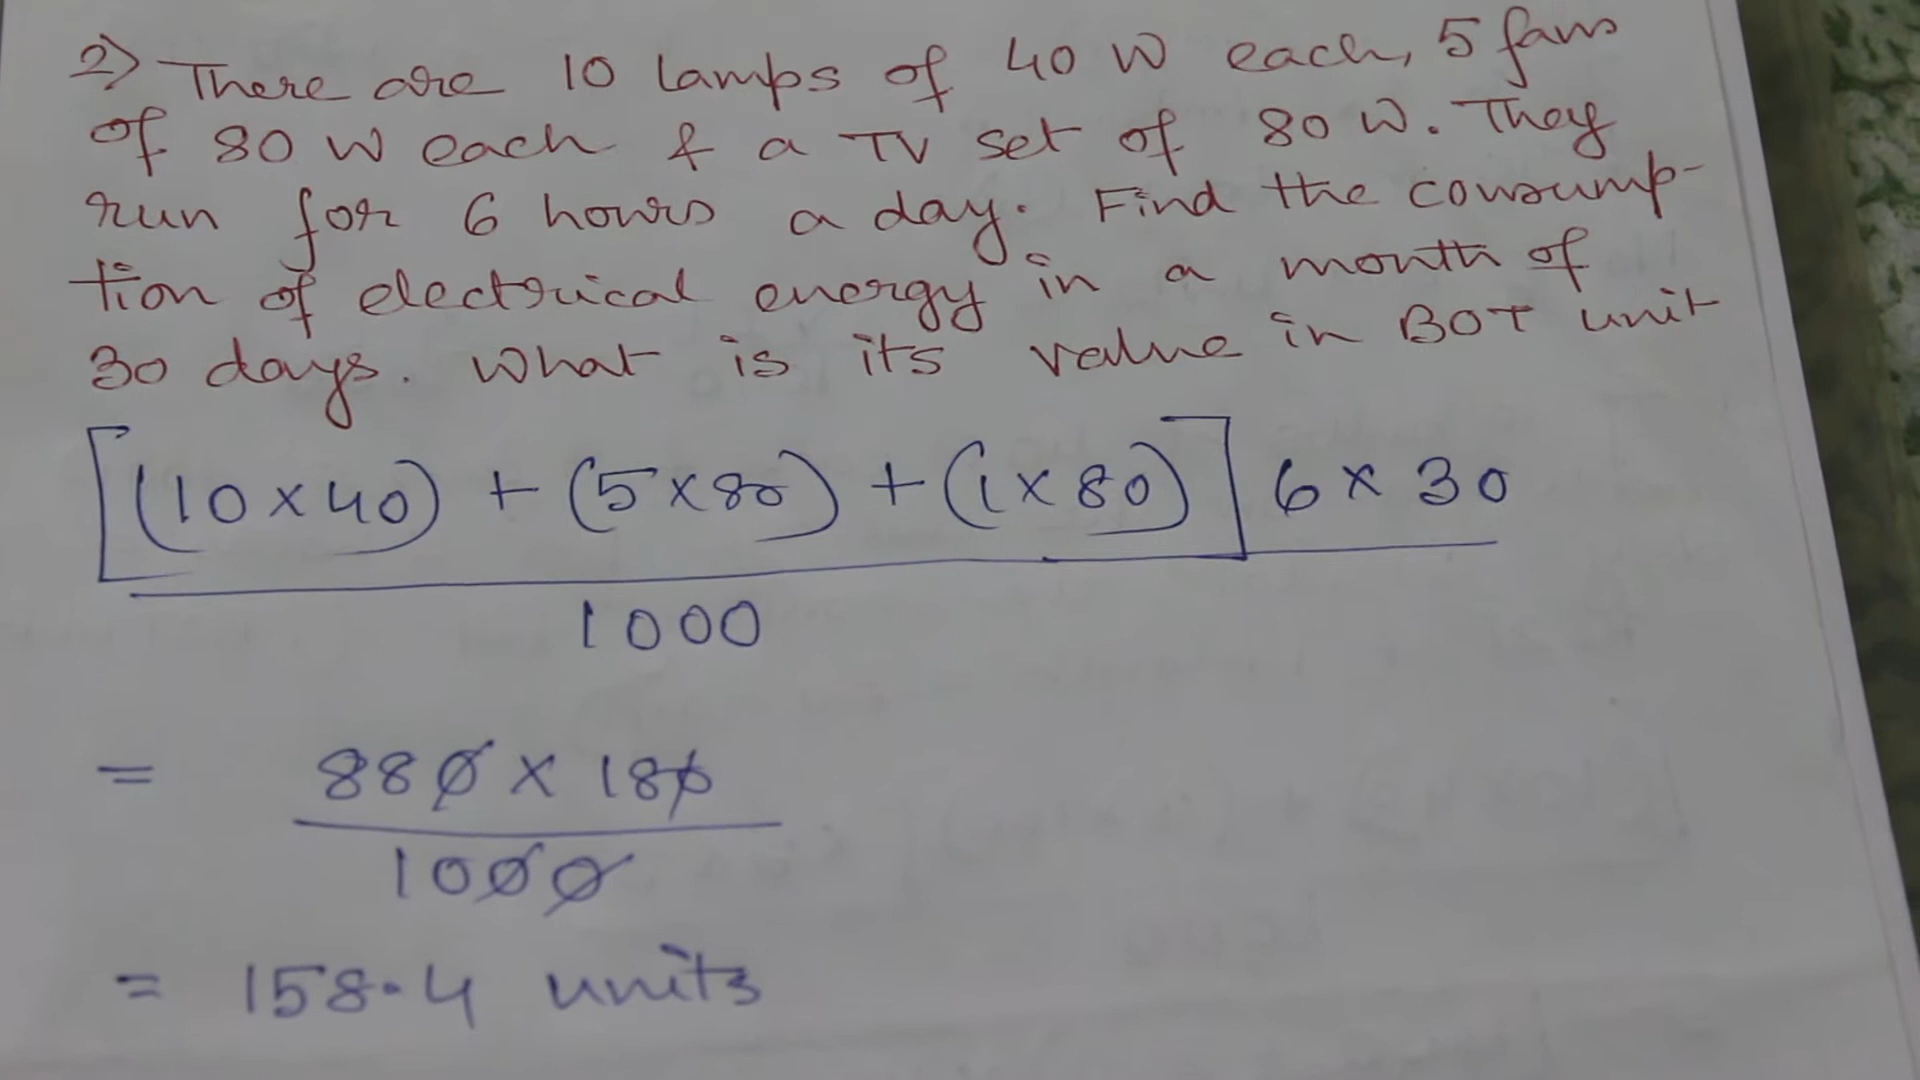 2) There are 10 lamps of 40 W each, 5 fans
of 80 W each & a TV set of 80 W. They
run for 6 hours a day. Find the consump-
tion of electrical energy in a month of
30 days. What is its value in BOT unit
[(10 x 40) + (5 x 80) + (1 x 80)] 6 x 30
1000
= 880 x 180
1000
= 158.4 units